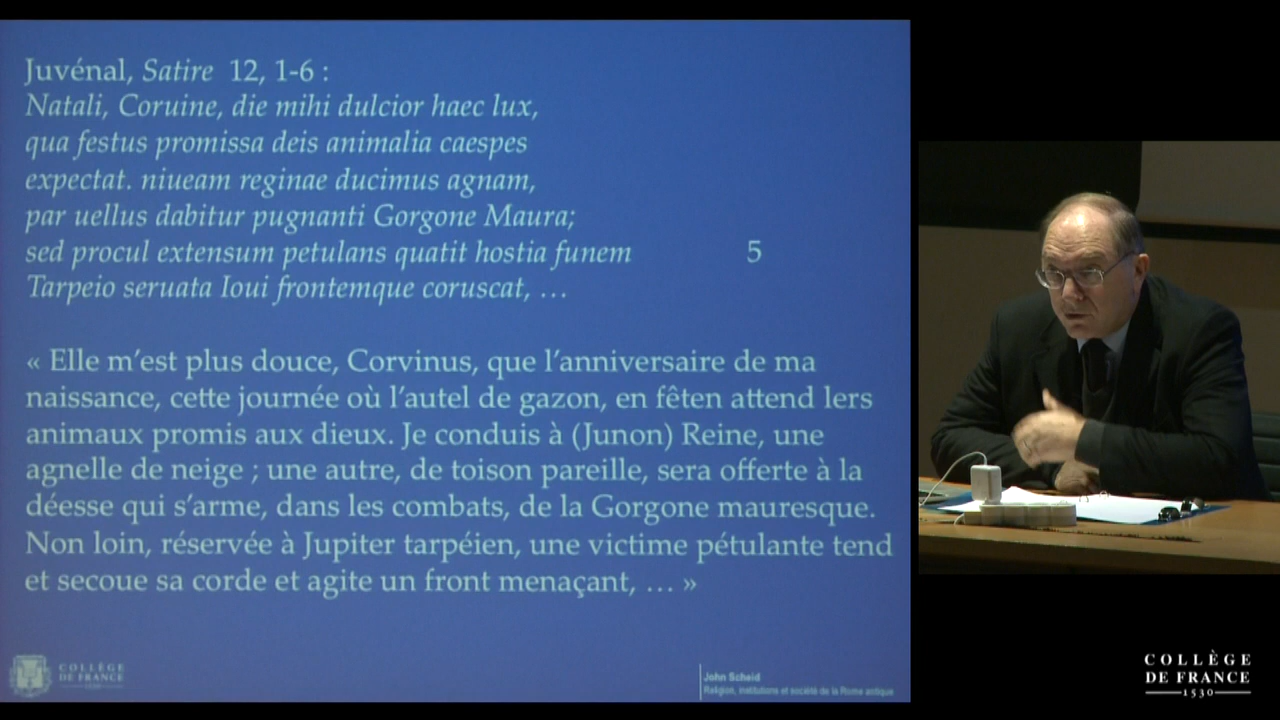 Juvénal, Satire 12, 1-6 :
Natali, Coruine, die mihi dulcior haec lux,
qua festus promissa deis animalia caespes
expectat. niueam reginae ducimus agnam,
par uellus dabitur pugnanti Gorgone Maura;
sed procul extensum petulans quatit hostia funem 5
Tarpeio seruata Ioui frontemque coruscat, …
« Elle m'est plus douce, Corvinus, que l'anniversaire de ma
naissance, cette journée où l'autel de gazon, en fêten attend lers
animaux promis aux dieux. Je conduis à (Junon) Reine, une
agnelle de neige ; une autre, de toison pareille, sera offerte à la
déesse qui s'arme, dans les combats, de la Gorgone mauresque.
Non loin, réservée à Jupiter tarpéien, une victime pétulante tend
et secoue sa corde et agite un front menaçant, … »
COLLÈGE
DE FRANCE
1530
John Scheid
Religion, institutions et société de la Rome antique
COLLÈGE
DE FRANCE
1530